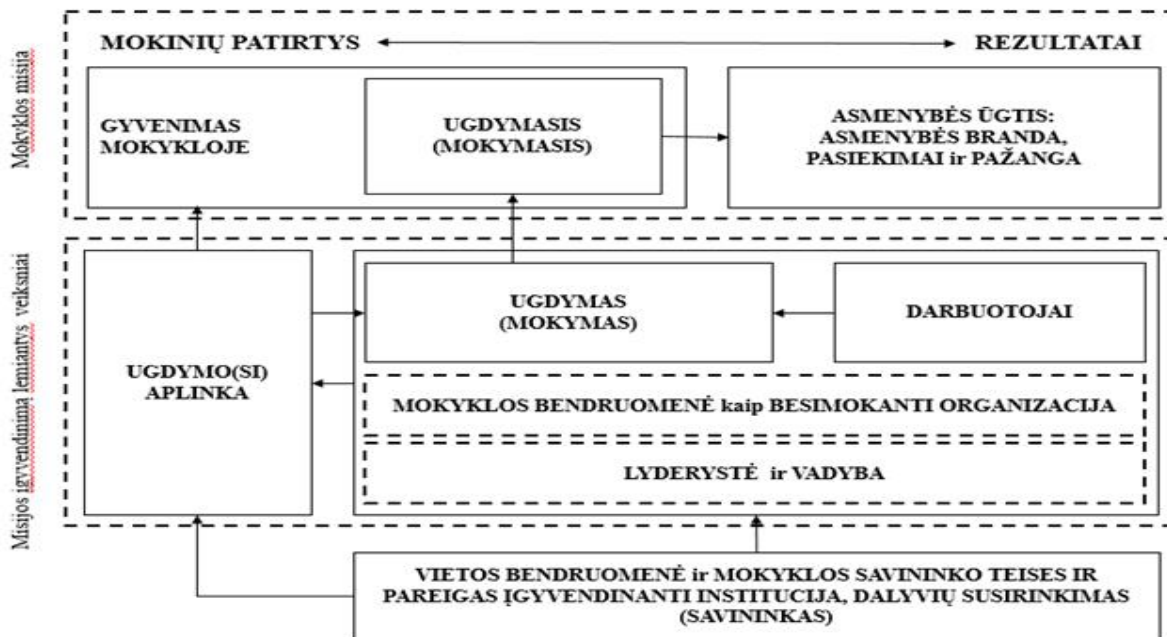 Mokyklos misija
MOKINIŲ PATIRTYS
REZULTATAI
GYVENIMAS
MOKYKLOJE
UGDYMASIS
(MOKYMASIS)
ASMENYBĖS ŪGTIS:
ASMENYBĖS BRANDA,
PASIEKIMAI ir PAŽANGA
Misijos įgyvendinimą lemiantys veiksniai
UGDYMO(SI)
APLINKA
UGDYMAS
(MOKYMAS)
DARBUOTOJAI
MOKYKLOS BENDRUOMENĖ kaip BESIMOKANTI ORGANIZACIJA
LYDERYSTĖ ir VADYBA
VIETOS BENDRUOMENĖ ir MOKYKLOS SAVININKO TEISES IR
PAREIGAS ĮGYVENDINANTI INSTITUCIJA, DALYVIŲ SUSIRINKIMAS
(SAVININKAS)